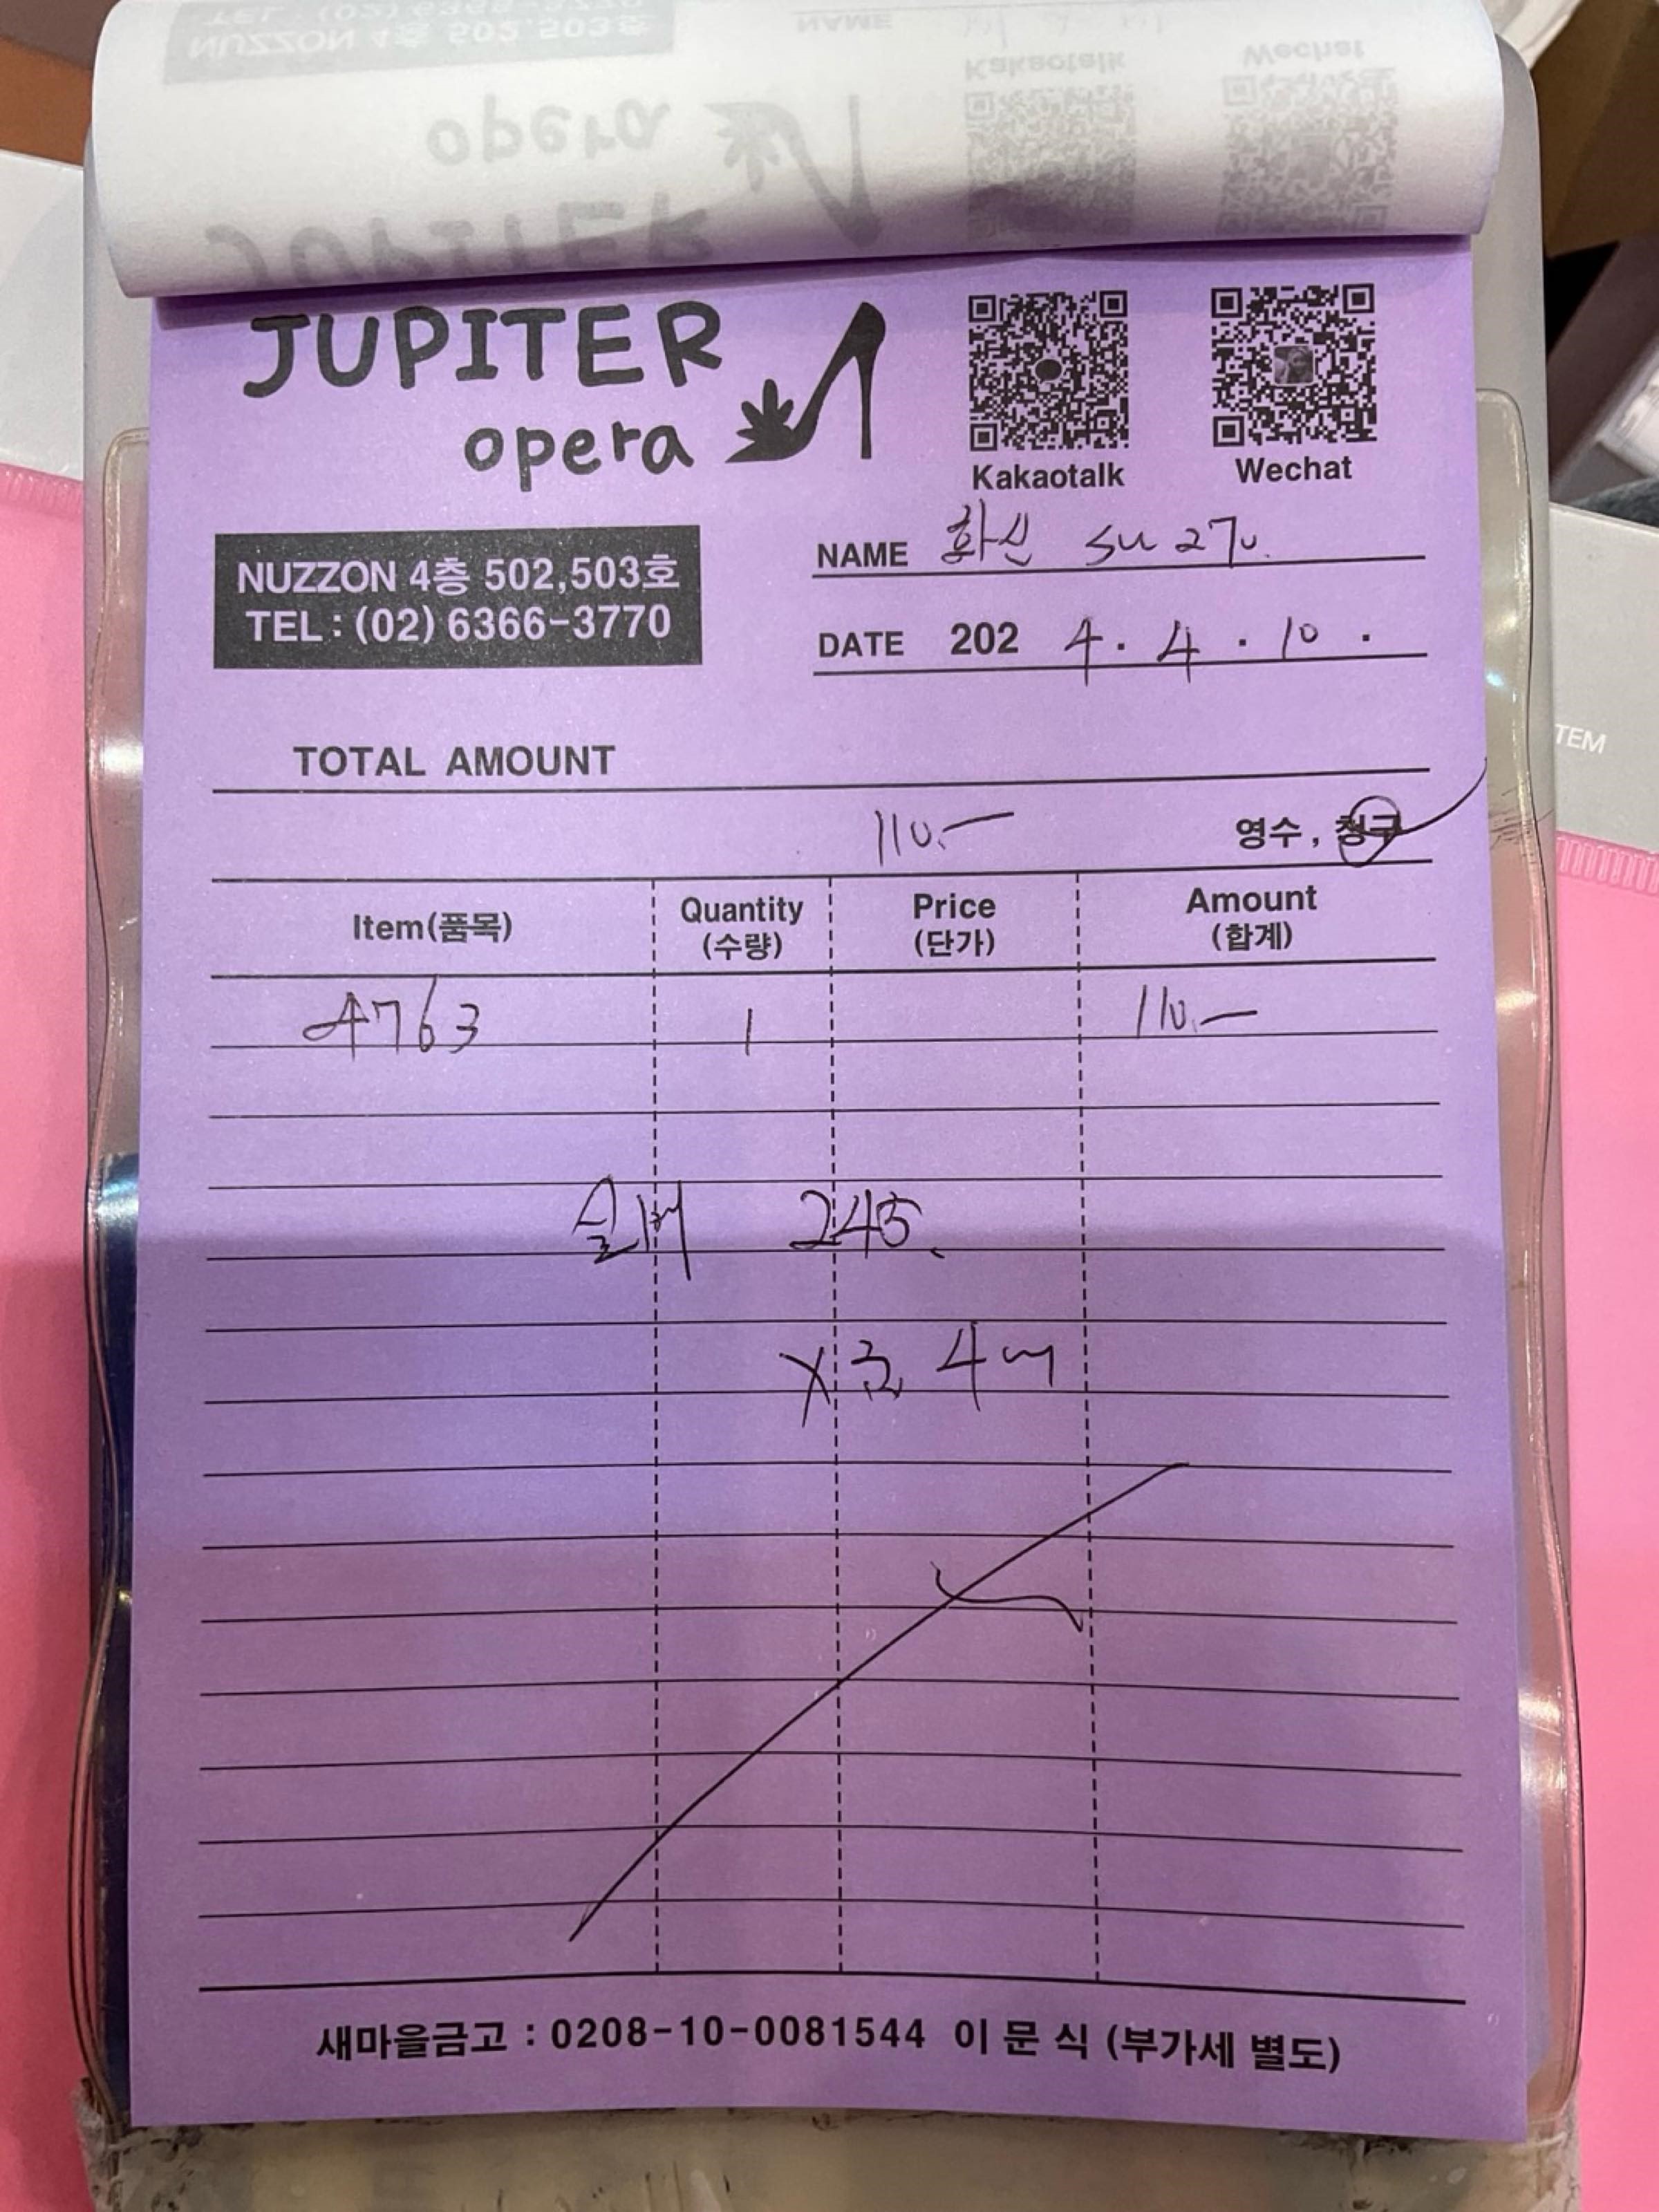 JUPITER
opera
Kakaotalk
Wechat
NUZZON 4층 502,503호
TEL : (02) 6366-3770
NAME 화신 su 270.
DATE 202 4 . 4 . 10 .
TOTAL AMOUNT
110.— 영수, 청구
Item(품목) Quantity (수량) Price (단가) Amount (합계)
4763 1 110.—
실버 245.
4cm
새마을금고 : 0208-10-0081544 이 문 식 (부가세 별도)
TEM